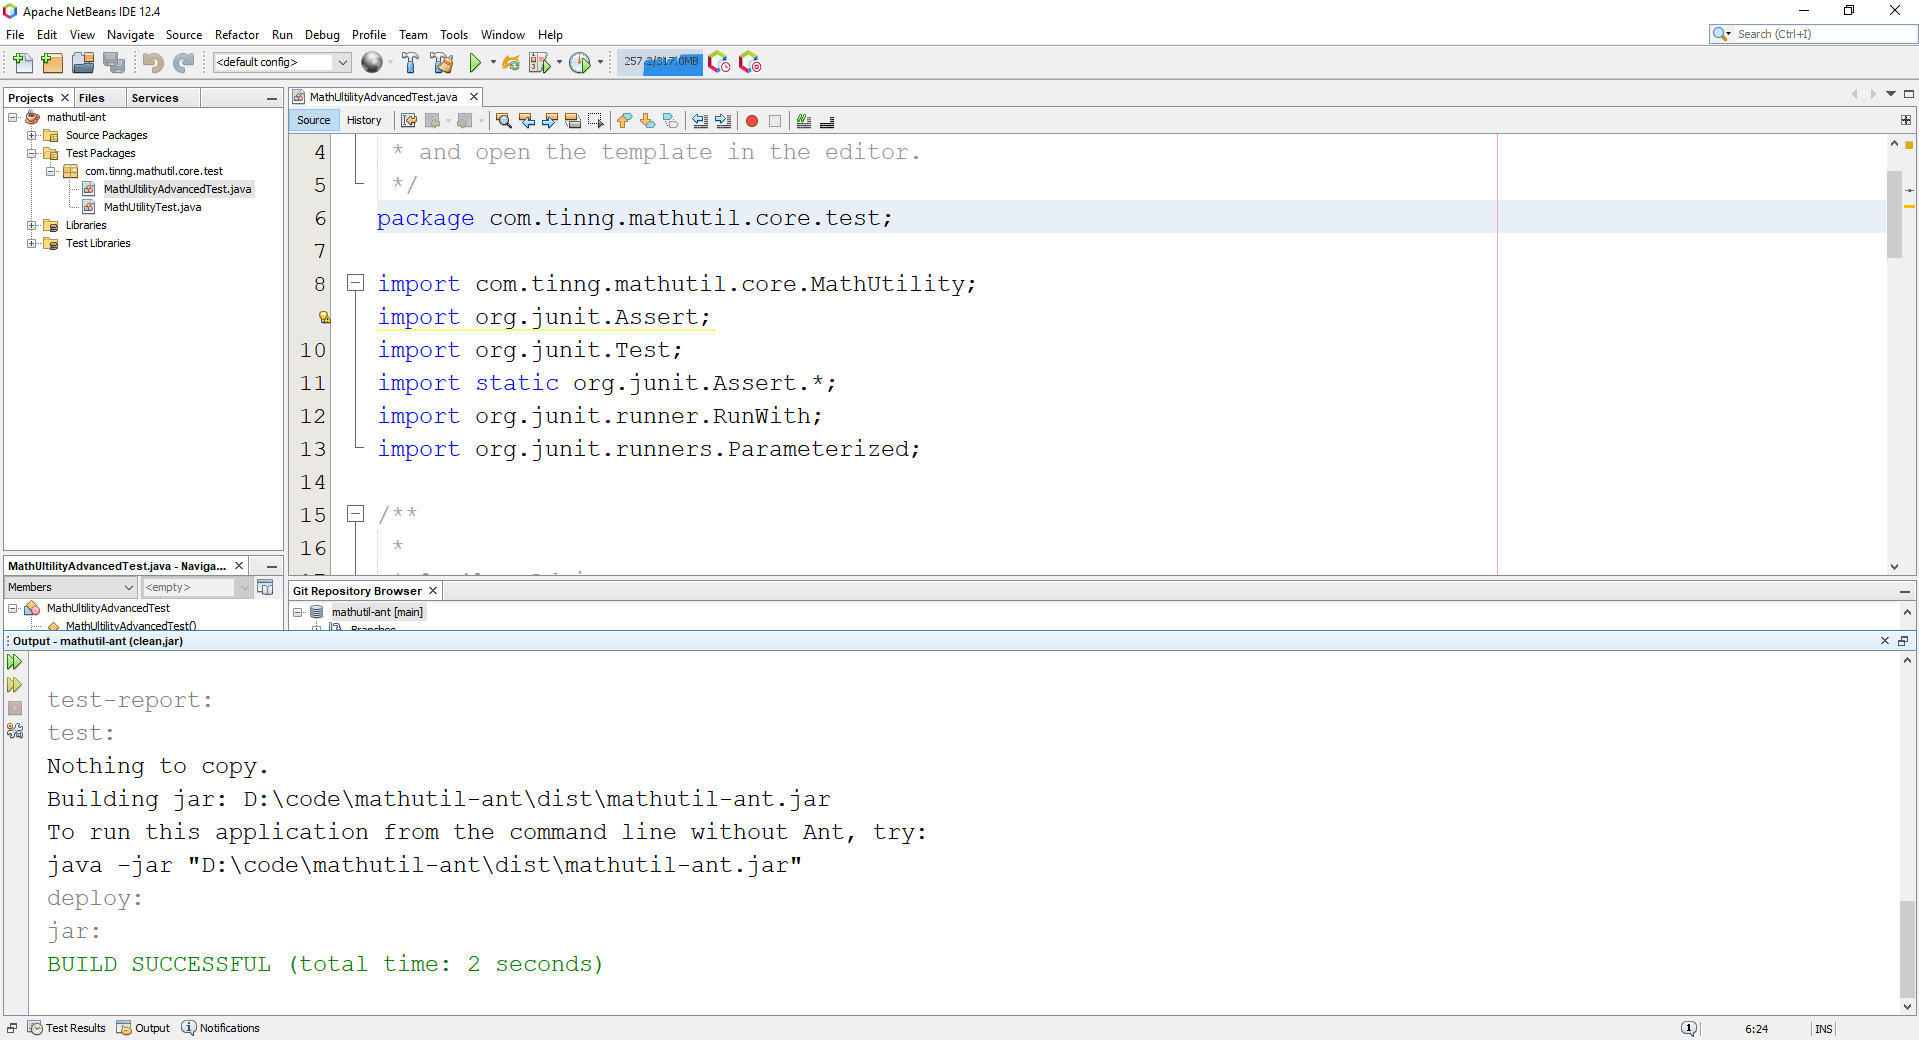 Apache NetBeans IDE 12.4
File Edit View Navigate Source Refactor Run Debug Profile Team Tools Window Help
Search (Ctrl+I)
<default config>
257.2/317.0MB
Projects Files Services
mathutil-ant
Source Packages
Test Packages
com.tinng.mathutil.core.test
MathUltilityAdvancedTest.java
MathUtilityTest.java
Libraries
Test Libraries
MathUltilityAdvancedTest.java
Source History
4 * and open the template in the editor.
5 */
6 package com.tinng.mathutil.core.test;
7
8 import com.tinng.mathutil.core.MathUtility;
import org.junit.Assert;
10 import org.junit.Test;
11 import static org.junit.Assert.*;
12 import org.junit.runner.RunWith;
13 import org.junit.runners.Parameterized;
14
15 /**
16 *
MathUltilityAdvancedTest.java - Naviga...
Members <empty>
MathUltilityAdvancedTest
MathUltilityAdvancedTest()
Git Repository Browser
mathutil-ant [main]
Branches
Output - mathutil-ant (clean,jar)
test-report:
test:
Nothing to copy.
Building jar: D:\code\mathutil-ant\dist\mathutil-ant.jar
To run this application from the command line without Ant, try:
java -jar "D:\code\mathutil-ant\dist\mathutil-ant.jar"
deploy:
jar:
BUILD SUCCESSFUL (total time: 2 seconds)
Test Results Output Notifications
1 6:24 INS